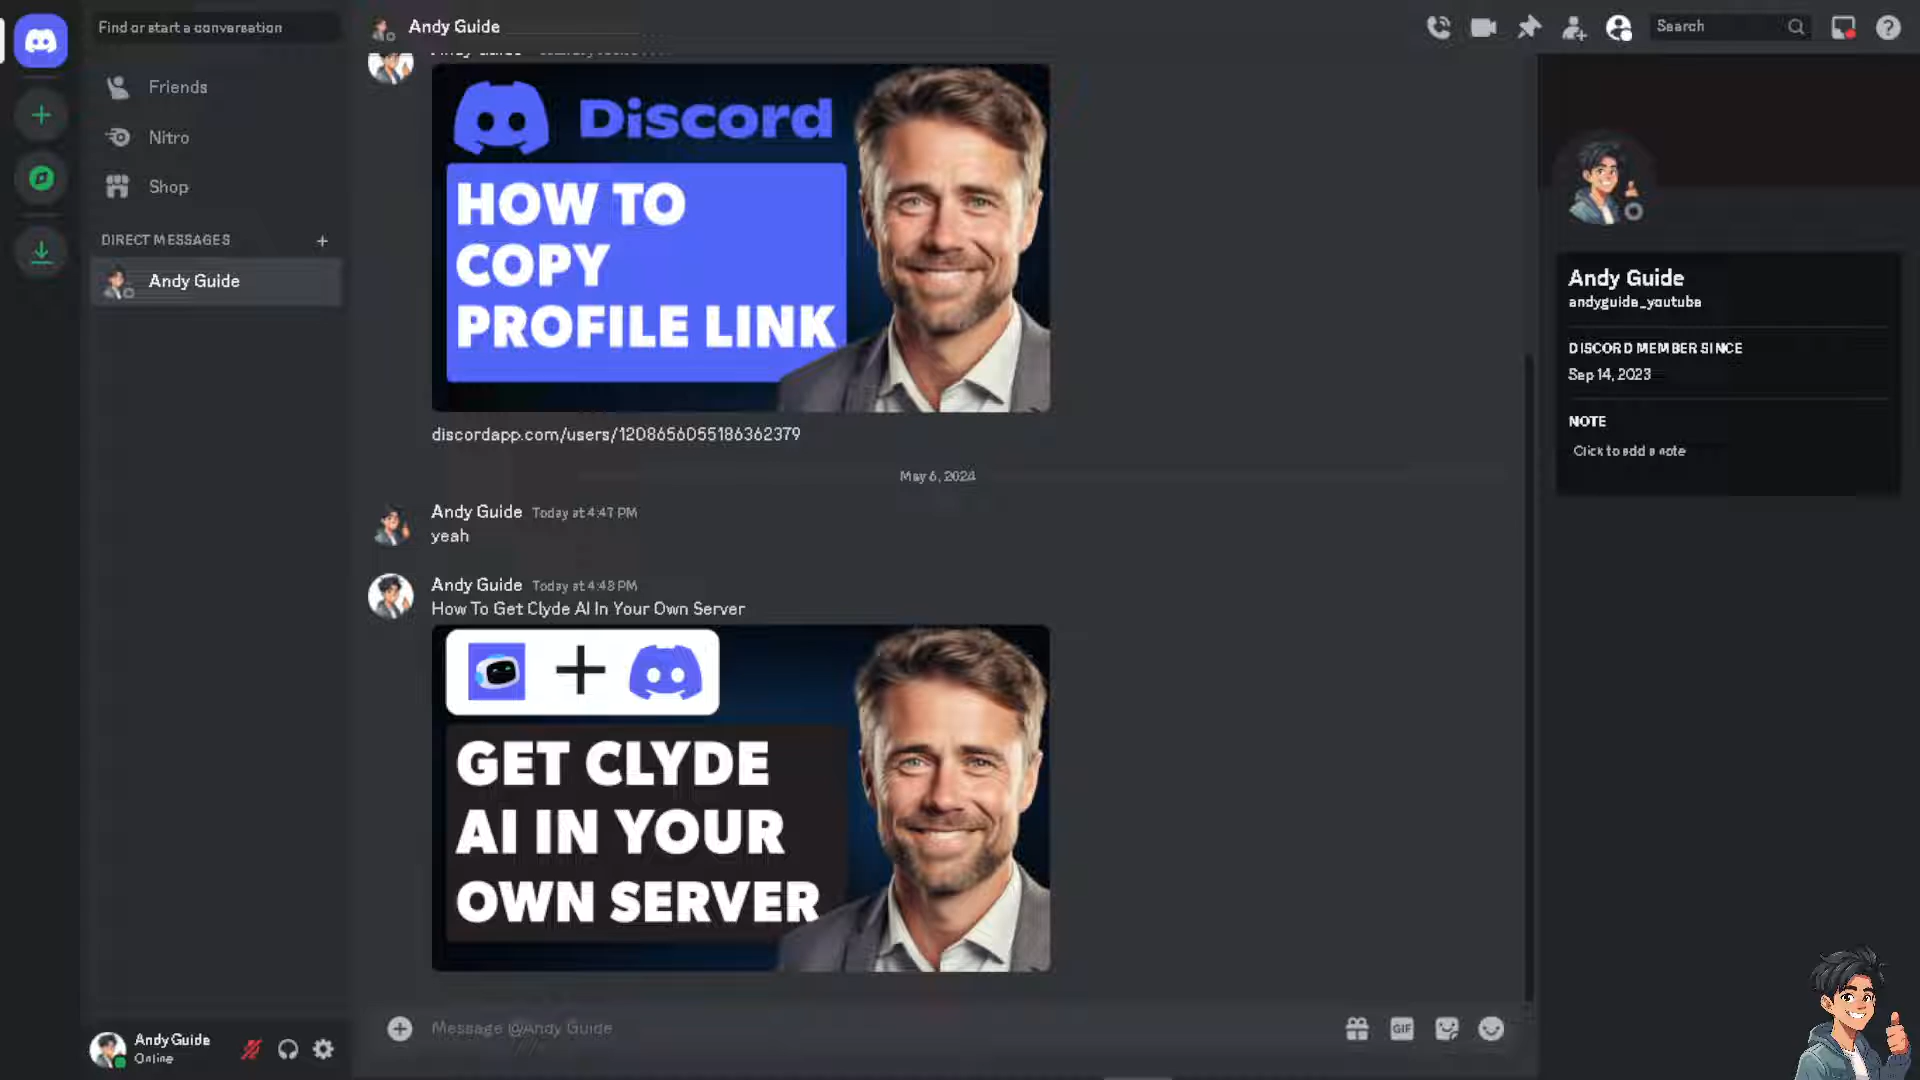 Find or start a conversation
Friends
Nitro
Shop
DIRECT MESSAGES
Andy Guide
Andy Guide
Online
Andy Guide
Search
Discord
HOW TO
COPY
PROFILE LINK
discordapp.com/users/1208656055186362379
May 6, 2024
Andy Guide Today at 4:47 PM
yeah
Andy Guide Today at 4:48 PM
How To Get Clyde AI In Your Own Server
GET CLYDE
AI IN YOUR
OWN SERVER
Message @Andy Guide
GIF
Andy Guide
andyguide_youtube
DISCORD MEMBER SINCE
Sep 14, 2023
NOTE
Click to add a note